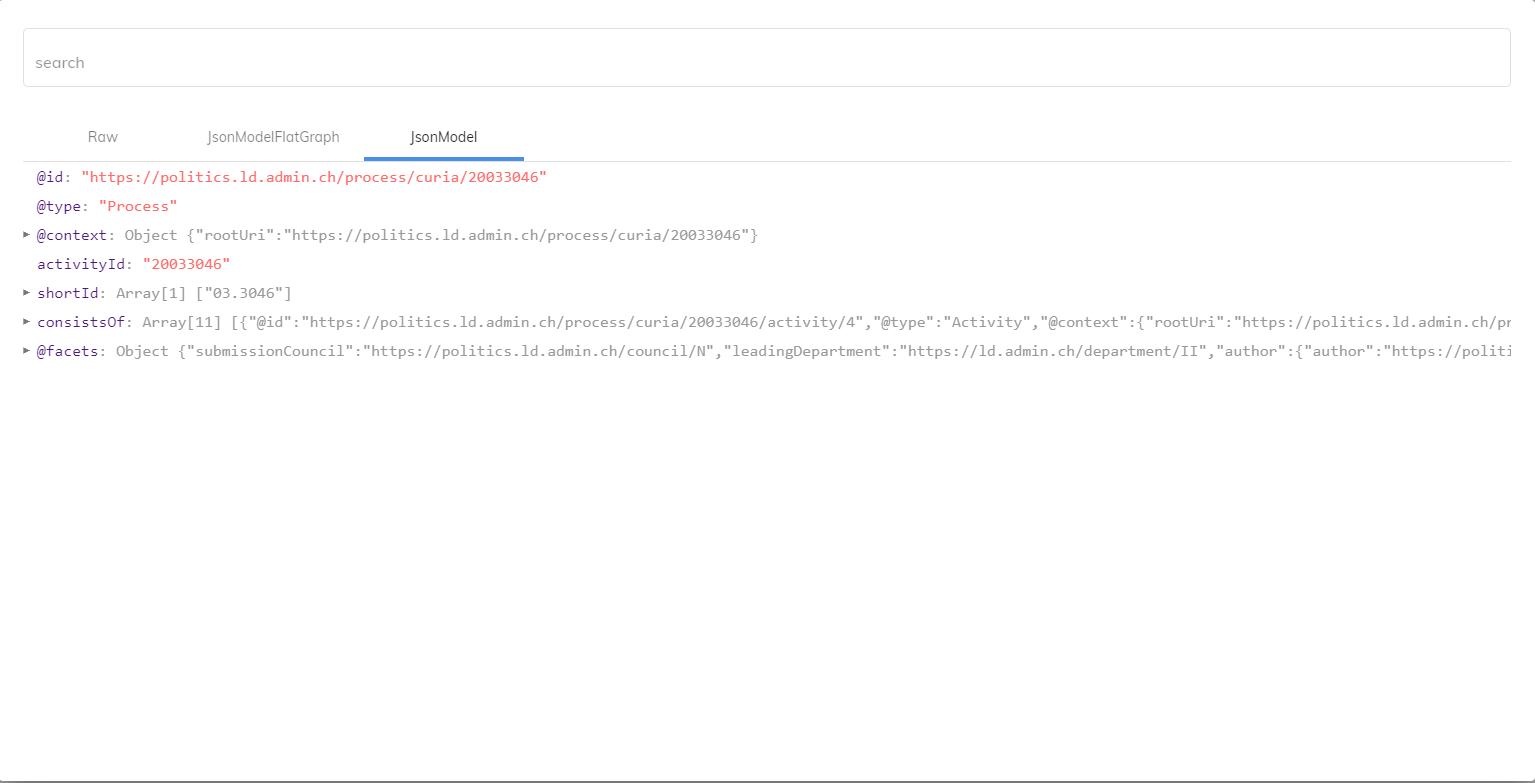 search
Raw JsonModelFlatGraph JsonModel
@id: "https://politics.ld.admin.ch/process/curia/20033046"
@type: "Process"
@context: Object {"rootUri":"https://politics.ld.admin.ch/process/curia/20033046"}
activityId: "20033046"
shortId: Array[1] ["03.3046"]
consistsOf: Array[11] [{"@id":"https://politics.ld.admin.ch/process/curia/20033046/activity/4","@type":"Activity","@context":{"rootUri":"https://politics.ld.admin.ch/pr
@facets: Object {"submissionCouncil":"https://politics.ld.admin.ch/council/N","leadingDepartment":"https://ld.admin.ch/department/II","author":{"author":"https://politi